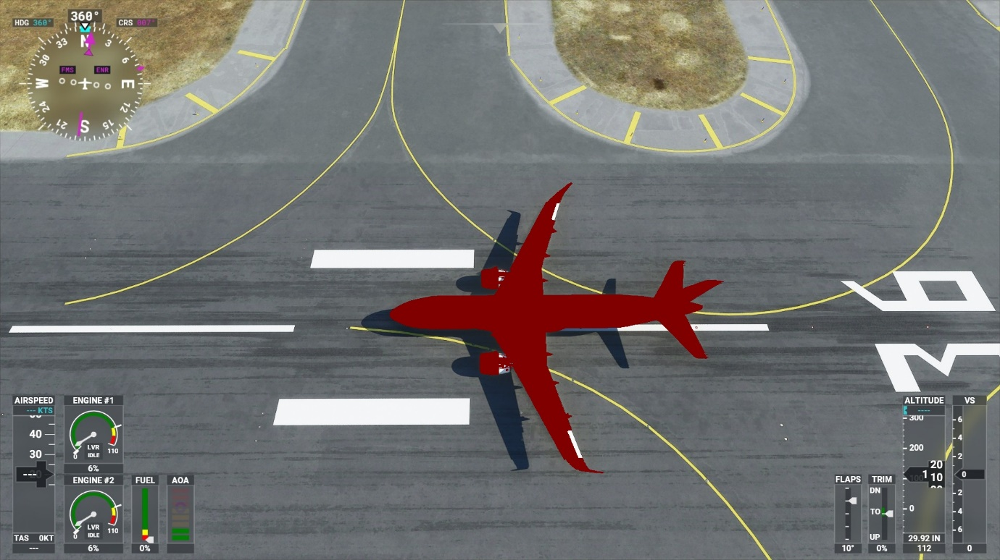 360°
HDG 360°
CRS 007°
N
33
3
30
6
FMS
ENR
W
E
24
12
21
15
S
AIRSPEED
--- KTS
40
30
---
TAS 0KT
---
ENGINE #1
LVR
IDLE
0
110
6%
ENGINE #2
LVR
IDLE
0
110
6%
FUEL
0%
AOA
FLAPS
10°
TRIM
DN
TO
UP
0%
ALTITUDE
----
300
200
20
1 10
0
29.92 IN
112
VS
6
4
2
0
2
4
6
0